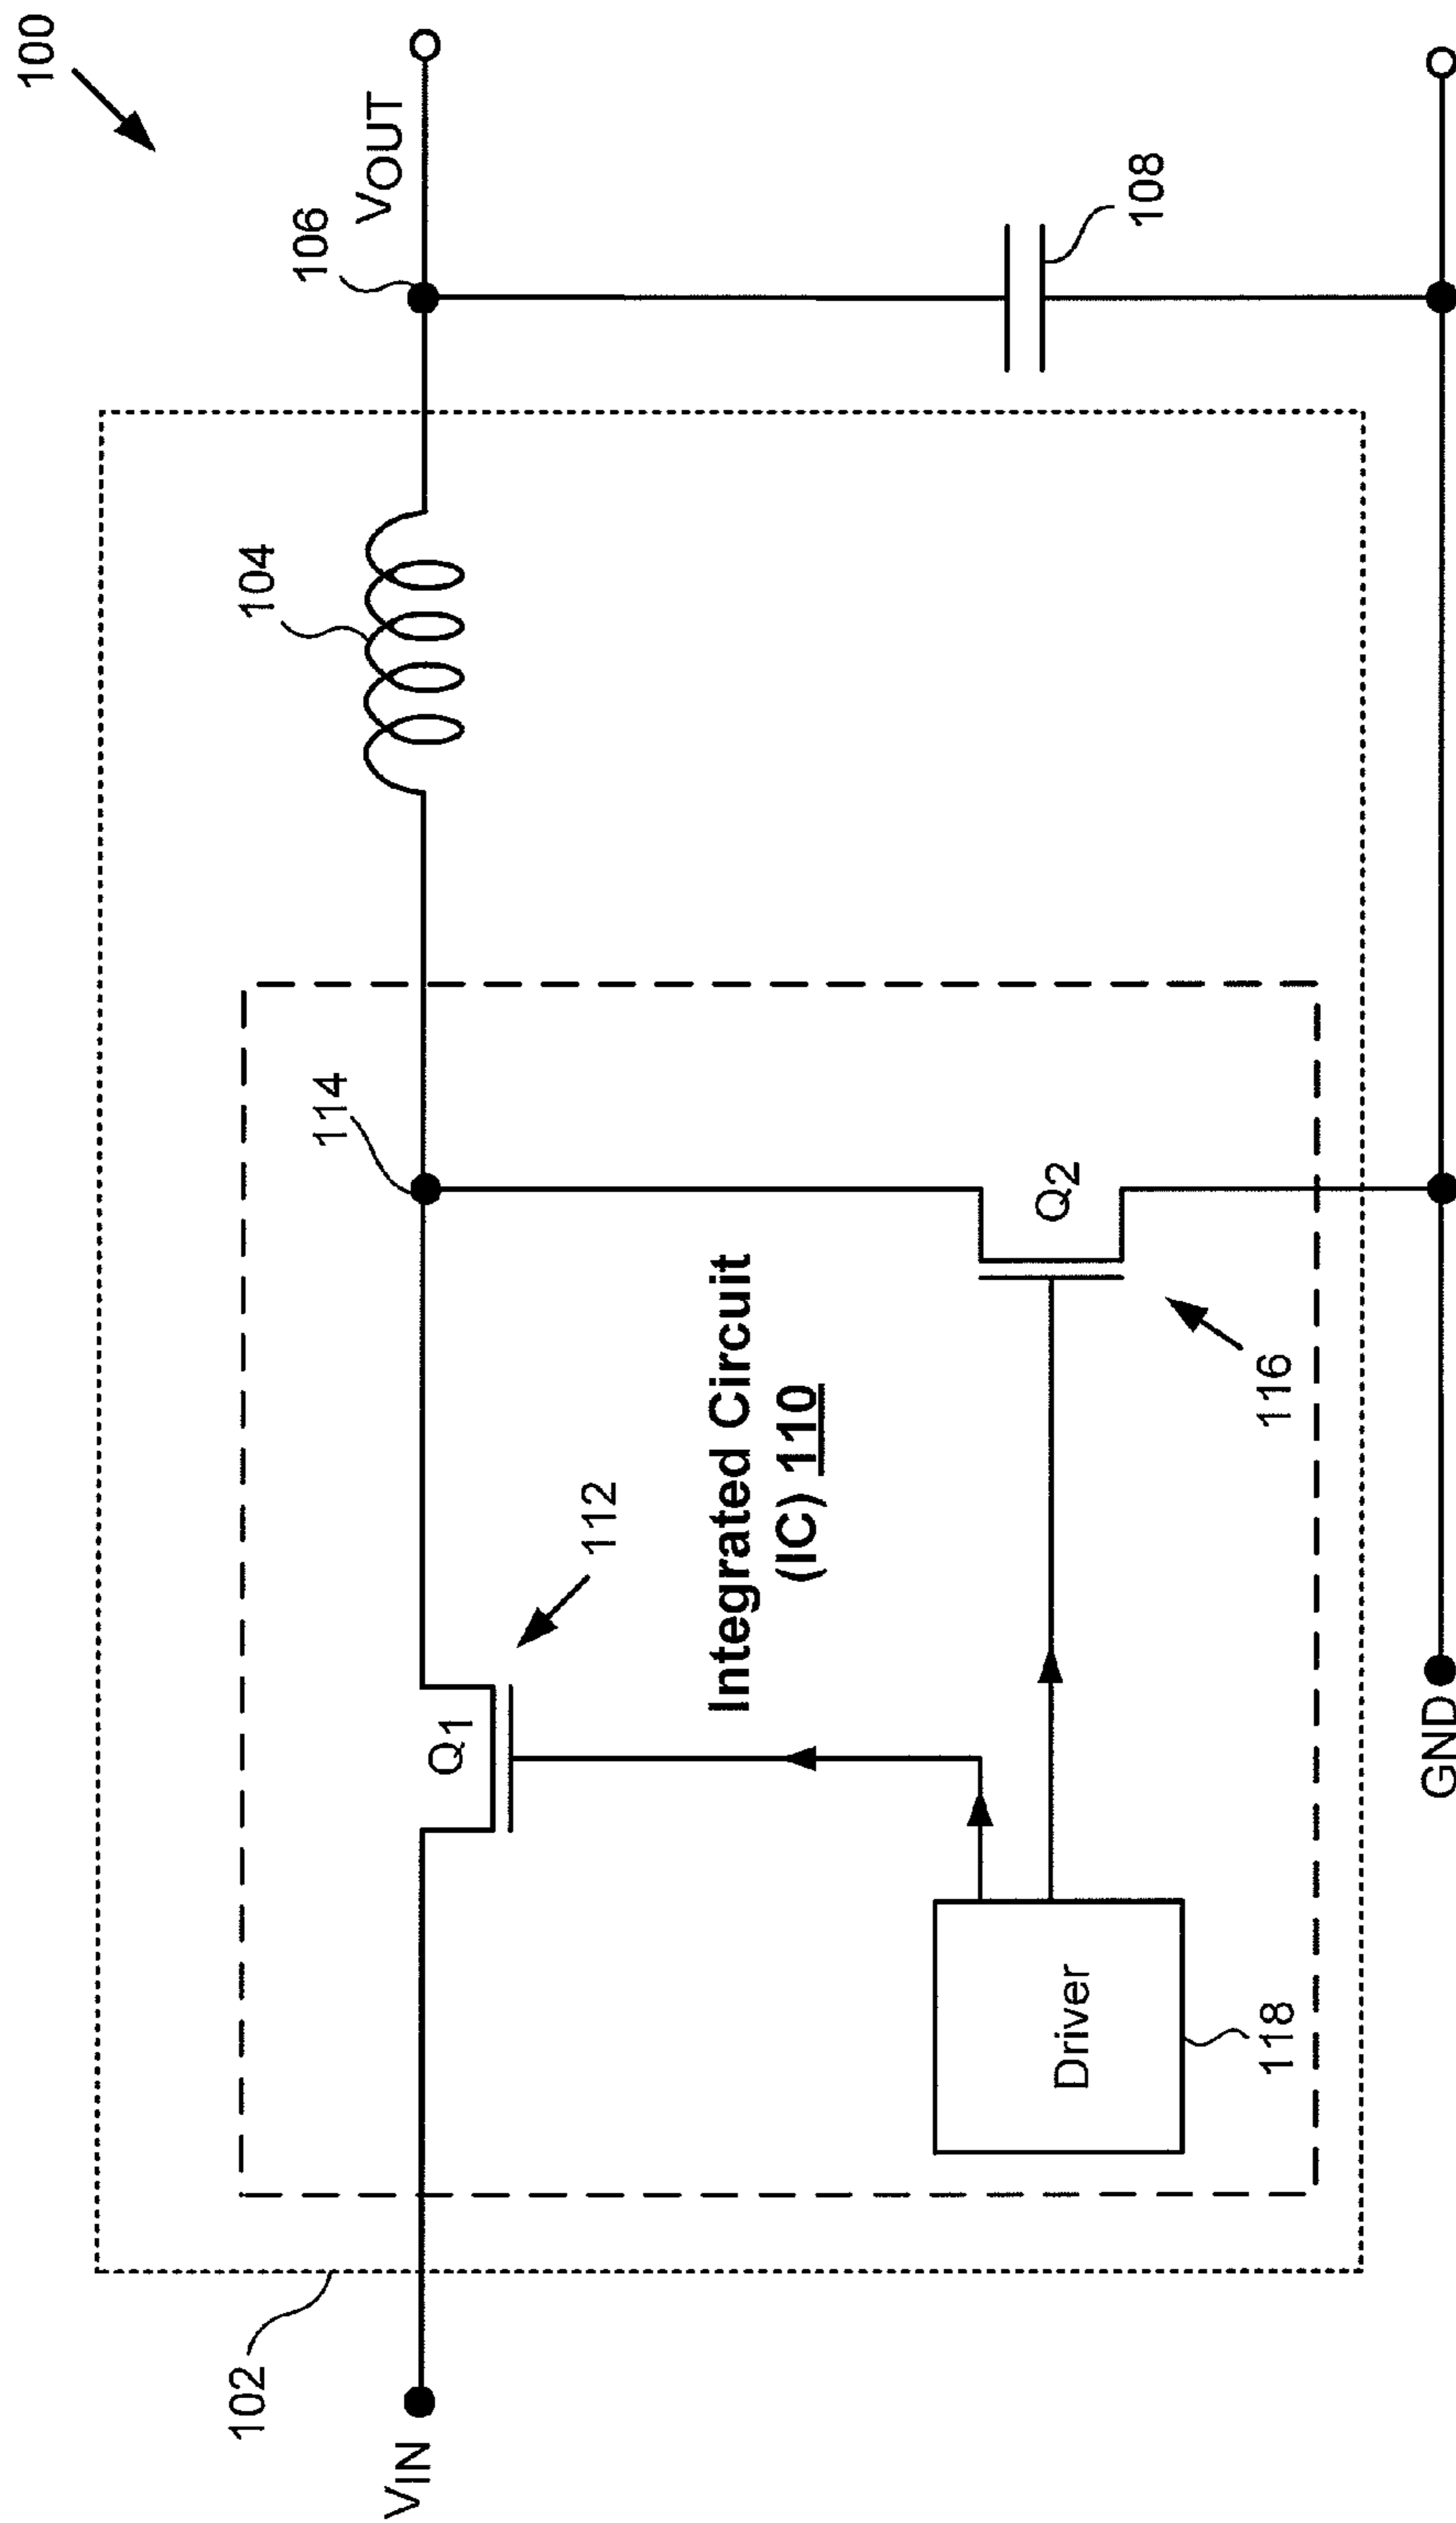 100
102
104
106
VOUT
114
VIN
Q1
112
Integrated Circuit
(IC) 110
Q2
108
Driver
118
116
GND